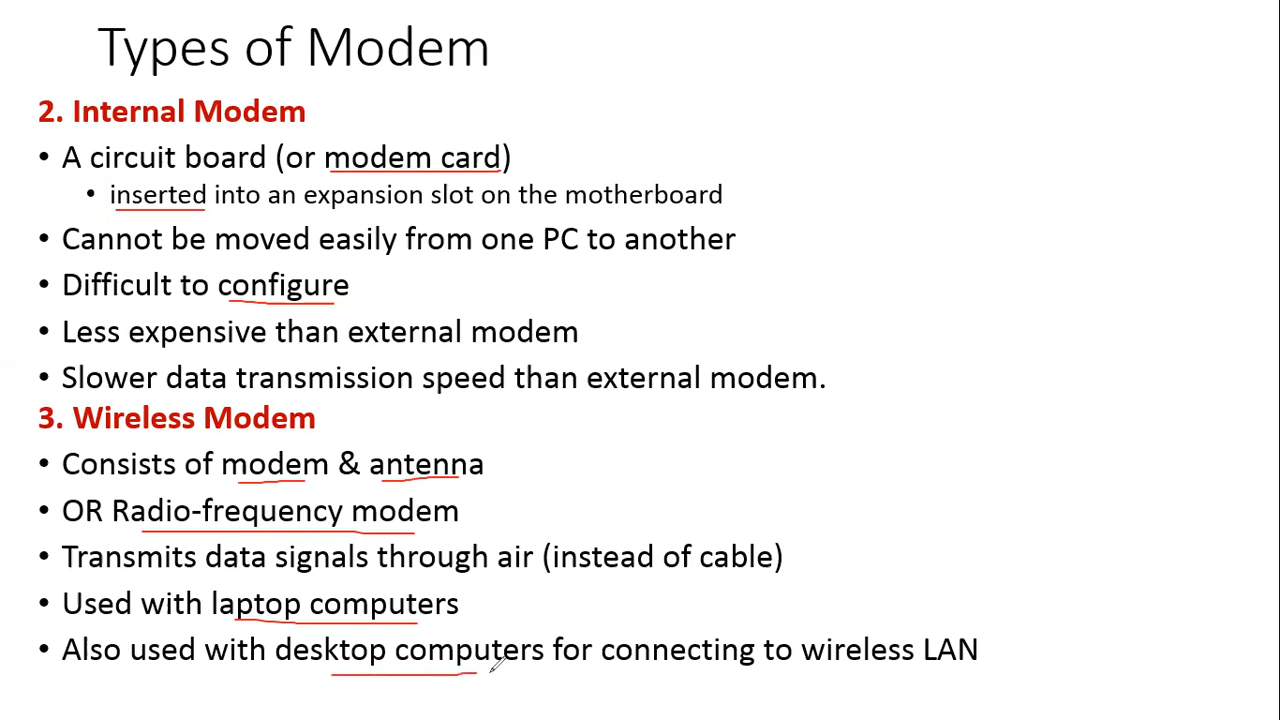 Types of Modem
2. Internal Modem
• A circuit board (or modem card)
• inserted into an expansion slot on the motherboard
• Cannot be moved easily from one PC to another
• Difficult to configure
• Less expensive than external modem
• Slower data transmission speed than external modem.
3. Wireless Modem
• Consists of modem & antenna
• OR Radio-frequency modem
• Transmits data signals through air (instead of cable)
• Used with laptop computers
• Also used with desktop computers for connecting to wireless LAN